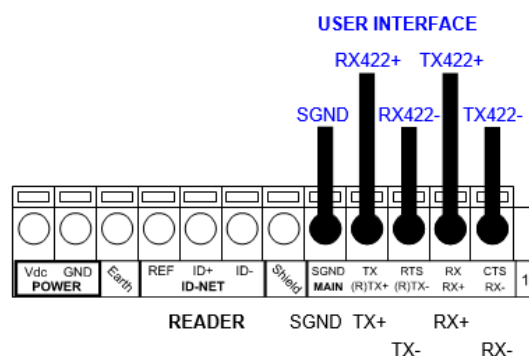 USER INTERFACE
RX422+ TX422+
SGND RX422- TX422-
Vdc GND Earth REF ID+ ID- Shield SGND TX RTS RX CTS 1
POWER ID-NET MAIN (R)TX+ (R)TX- RX+ RX-
READER SGND TX+ RX+
TX- RX-